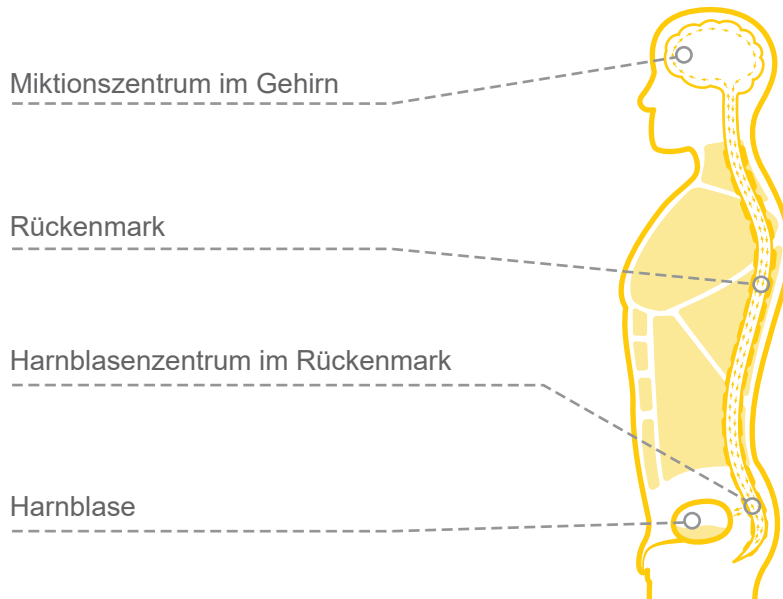 Miktionszentrum im Gehirn
Rückenmark
Harnblasenzentrum im Rückenmark
Harnblase